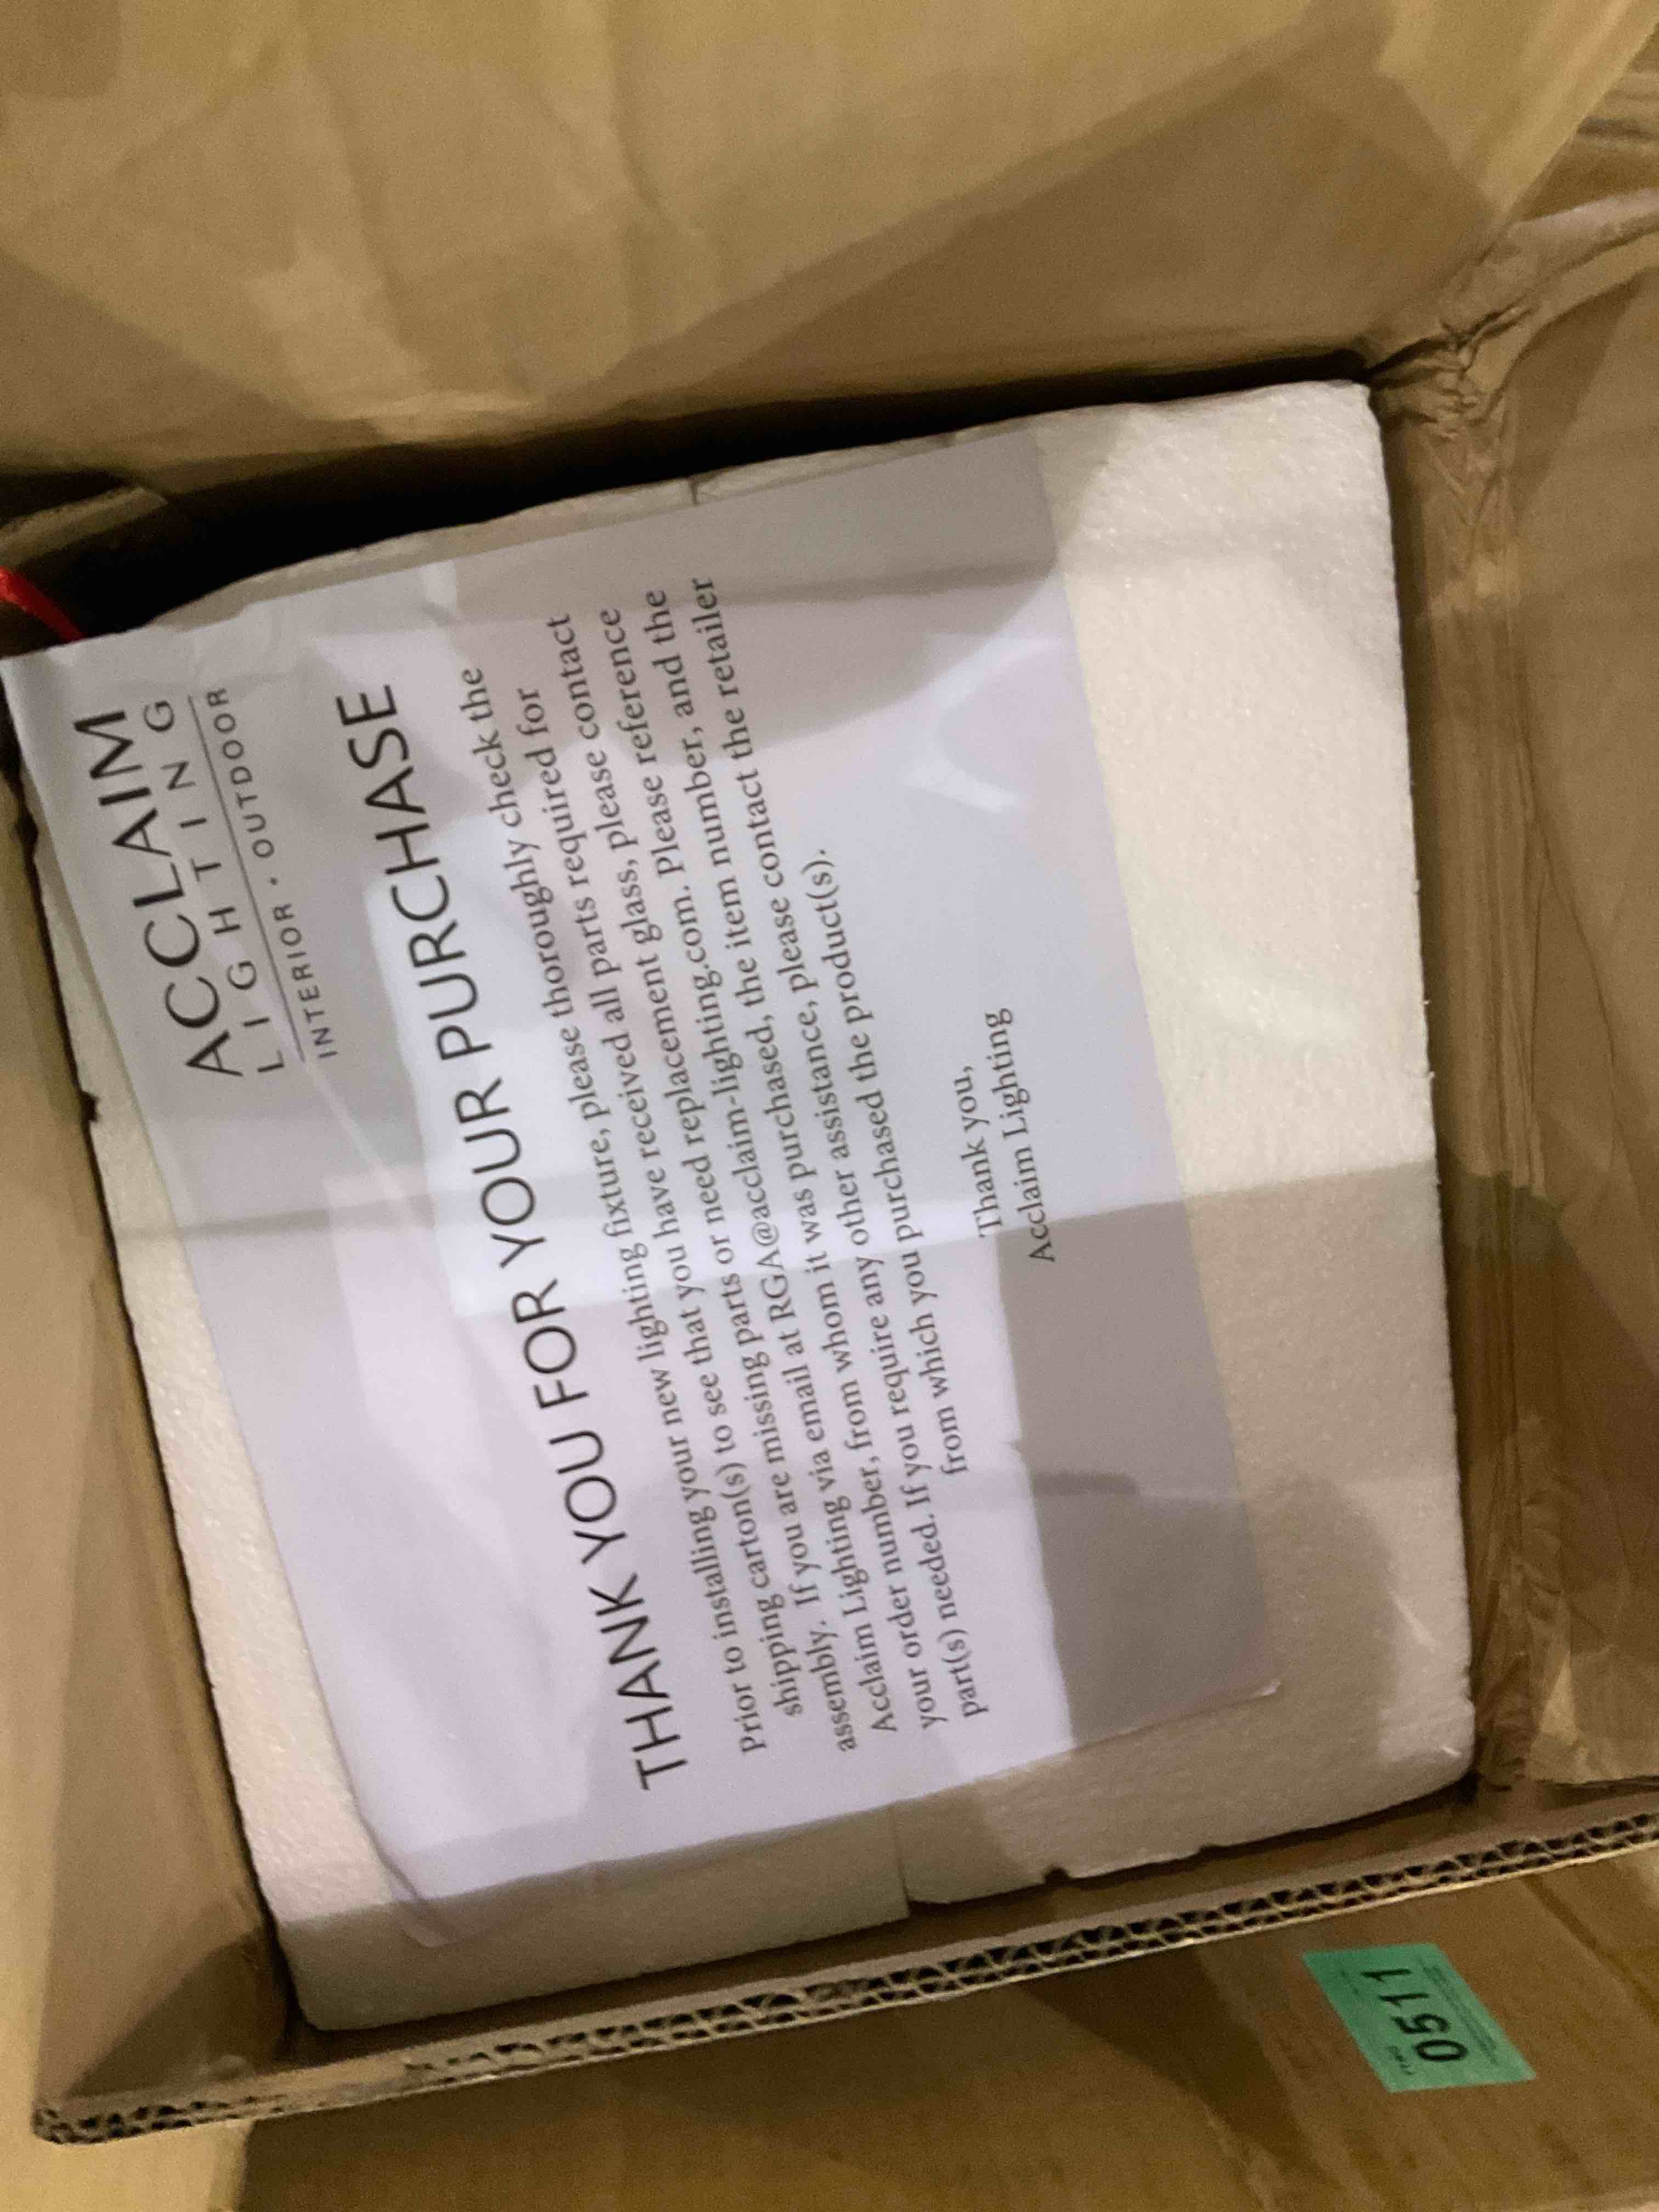 ACCLAIM
LIGHTING
INTERIOR · OUTDOOR
THANK YOU FOR YOUR PURCHASE
Prior to installing your new lighting fixture, please thoroughly check the
shipping carton(s) to see that you have received all parts required for
assembly. If you are missing parts or need replacement glass, please contact
Acclaim Lighting via email at RGA@acclaim-lighting.com. Please reference
your order number, from whom it was purchased, the item number, and the
part(s) needed. If you require any other assistance, please contact the retailer
from which you purchased the product(s).
Thank you,
Acclaim Lighting
0511